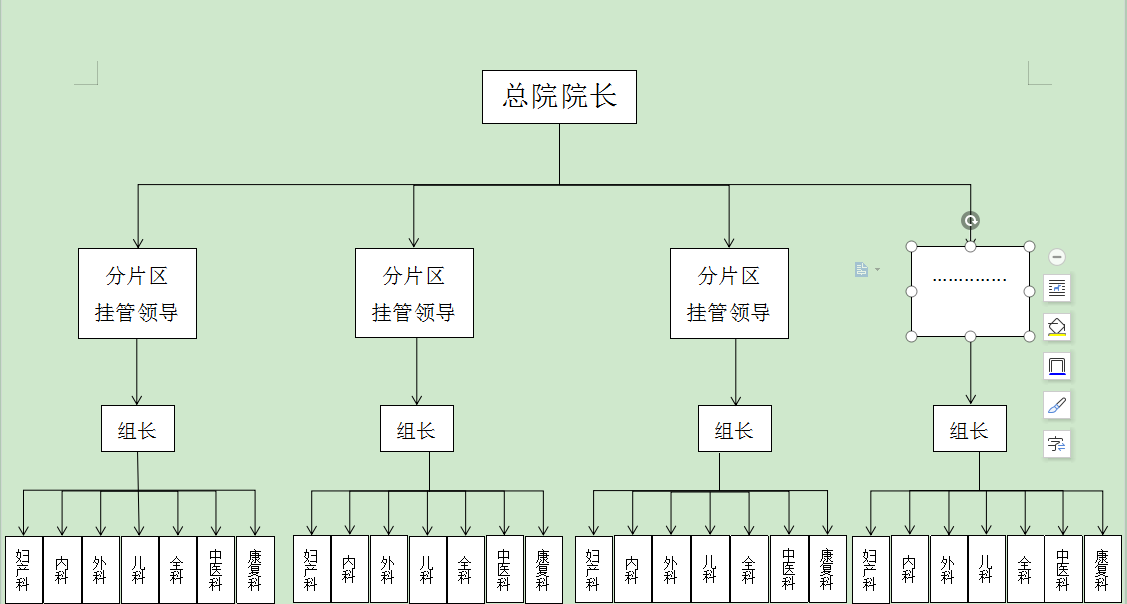 总院院长
分片区
挂管领导
分片区
挂管领导
分片区
挂管领导
…………..
组长
组长
组长
组长
妇产科
内科
外科
儿科
全科
中医科
康复科
妇产科
内科
外科
儿科
全科
中医科
康复科
妇产科
内科
外科
儿科
全科
中医科
康复科
妇产科
内科
外科
儿科
全科
中医科
康复科
字